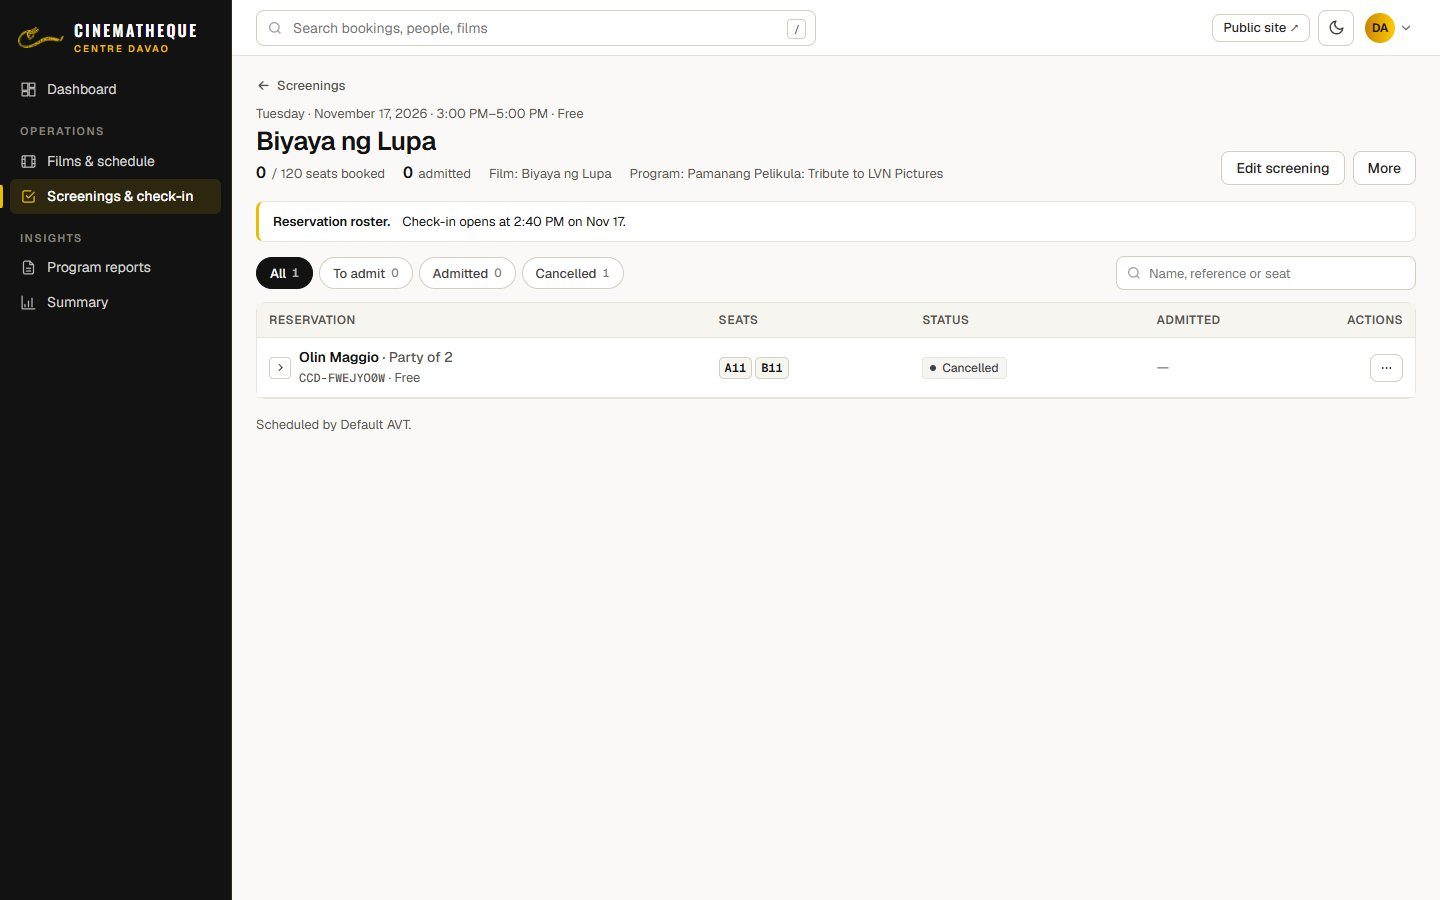 CINEMATHEQUE
CENTRE DAVAO
Dashboard
OPERATIONS
Films & schedule
Screenings & check-in
INSIGHTS
Program reports
Summary
Search bookings, people, films
/
Public site ↗
DA
← Screenings
Tuesday · November 17, 2026 · 3:00 PM–5:00 PM · Free
Biyaya ng Lupa
0 / 120 seats booked 0 admitted Film: Biyaya ng Lupa Program: Pamanang Pelikula: Tribute to LVN Pictures
Edit screening
More
Reservation roster. Check-in opens at 2:40 PM on Nov 17.
All 1 To admit 0 Admitted 0 Cancelled 1
Name, reference or seat
RESERVATION SEATS STATUS ADMITTED ACTIONS
Olin Maggio · Party of 2
CCD-FWEJYO0W · Free
A11 B11
Cancelled
—
...
Scheduled by Default AVT.